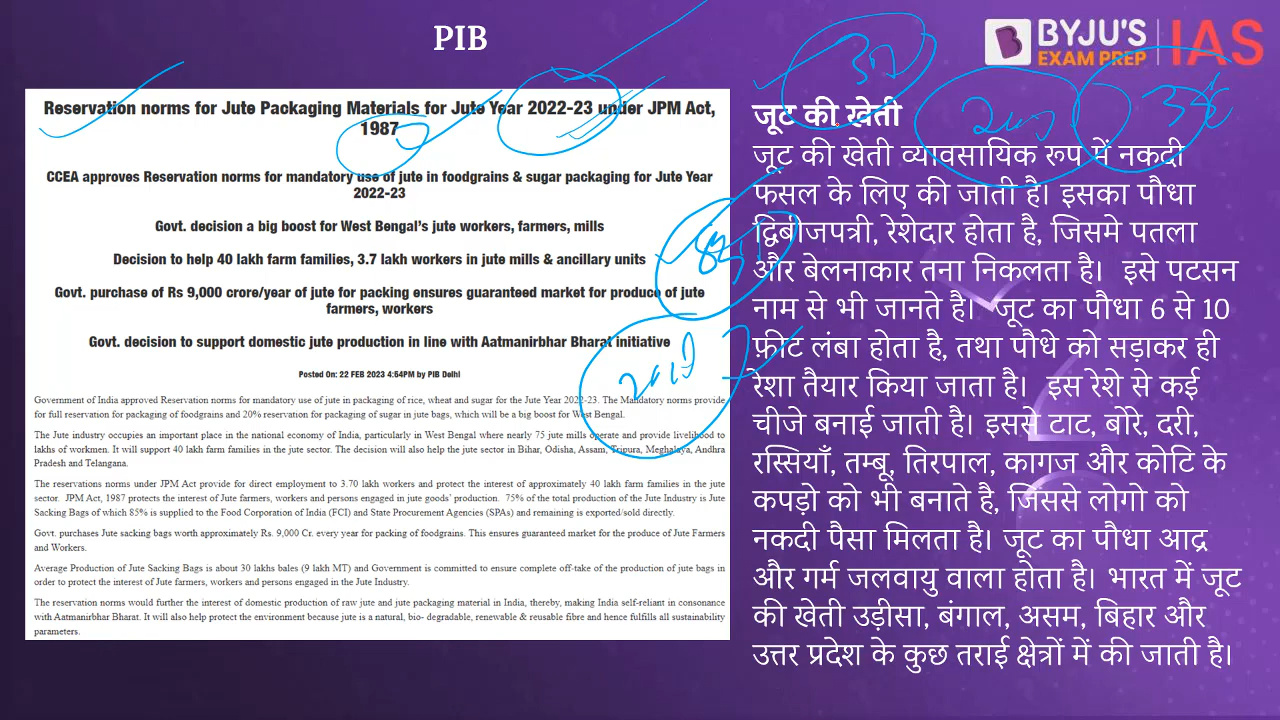 PIB
BYJU'S
EXAM PREP
IAS
Reservation norms for Jute Packaging Materials for Jute Year 2022-23 under JPM Act,
1987
CCEA approves Reservation norms for mandatory use of jute in foodgrains & sugar packaging for Jute Year
2022-23
Govt. decision a big boost for West Bengal's jute workers, farmers, mills
Decision to help 40 lakh farm families, 3.7 lakh workers in jute mills & ancillary units
Govt. purchase of Rs 9,000 crore/year of jute for packing ensures guaranteed market for produce of jute
farmers, workers
Govt. decision to support domestic jute production in line with Aatmanirbhar Bharat initiative
Posted On: 22 FEB 2023 4:54PM by PIB Delhi
Government of India approved Reservation norms for mandatory use of jute in packaging of rice, wheat and sugar for the Jute Year 2022-23. The Mandatory norms provide
for full reservation for packaging of foodgrains and 20% reservation for packaging of sugar in jute bags, which will be a big boost for West Bengal.
The Jute industry occupies an important place in the national economy of India, particularly in West Bengal where nearly 75 jute mills operate and provide livelihood to
lakhs of workmen. It will support 40 lakh farm families in the jute sector. The decision will also help the jute sector in Bihar, Odisha, Assam, Tripura, Meghalaya, Andhra
Pradesh and Telangana.
The reservation norms under JPM Act provide for direct employment to 3.70 lakh workers and protect the interest of approximately 40 lakh farm families in the jute
sector. JPM Act, 1987 protects the interest of Jute farmers, workers and persons engaged in jute goods' production. 75% of the total production of the Jute Industry is Jute
Sacking Bags of which 85% is supplied to the Food Corporation of India (FCI) and State Procurement Agencies (SPAs) and remaining is exported/sold directly.
Govt. purchases Jute sacking bags worth approximately Rs. 9,000 Cr. every year for packing of foodgrains. This ensures guaranteed market for the produce of Jute Farmers
and Workers.
Average Production of Jute Sacking Bags is about 30 lakhs bales (9 lakh MT) and Government is committed to ensure complete off-take of the production of jute bags in
order to protect the interest of Jute farmers, workers and persons engaged in the Jute Industry.
The reservation norms would further the interest of domestic production of raw jute and jute packaging material in India, thereby, making India self-reliant in consonance
with Aatmanirbhar Bharat. It will also help protect the environment because jute is a natural, bio- degradable, renewable & reusable fibre and hence fulfills all sustainability
parameters.
जूट की खेती
जूट की खेती व्यावसायिक रूप में नकदी
फसल के लिए की जाती है। इसका पौधा
द्विबीजपत्री, रेशेदार होता है, जिसमे पतला
और बेलनाकार तना निकलता है। इसे पटसन
नाम से भी जानते है। जूट का पौधा 6 से 10
फ़ीट लंबा होता है, तथा पौधे को सड़ाकर ही
रेशा तैयार किया जाता है। इस रेशे से कई
चीजे बनाई जाती है। इससे टाट, बोरे, दरी,
रस्सियाँ, तम्बू, तिरपाल, कागज और कोटि के
कपड़ो को भी बनाते है, जिससे लोगो को
नकदी पैसा मिलता है। जूट का पौधा आद्र
और गर्म जलवायु वाला होता है। भारत में जूट
की खेती उड़ीसा, बंगाल, असम, बिहार और
उत्तर प्रदेश के कुछ तराई क्षेत्रों में की जाती है।